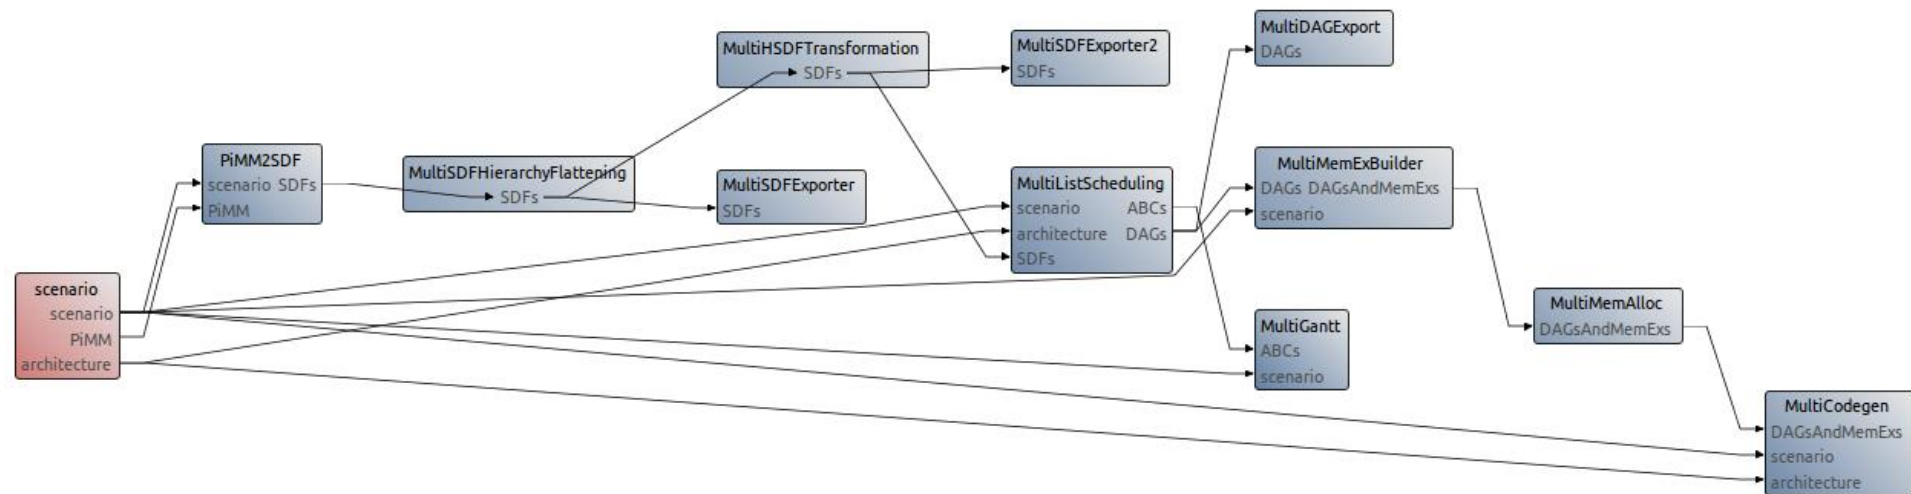 MultiDAGExport
DAGs
MultiHSDFTransformation
SDFs
MultiSDFExporter2
SDFs
PiMM2SDF
scenario SDFs
PiMM
MultiSDFHierarchyFlattening
SDFs
MultiSDFExporter
SDFs
MultiListScheduling
scenario ABCs
architecture DAGs
SDFs
MultiMemExBuilder
DAGs DAGsAndMemExs
scenario
scenario
scenario
PiMM
architecture
MultiGantt
ABCs
scenario
MultiMemAlloc
DAGsAndMemExs
MultiCodegen
DAGsAndMemExs
scenario
architecture